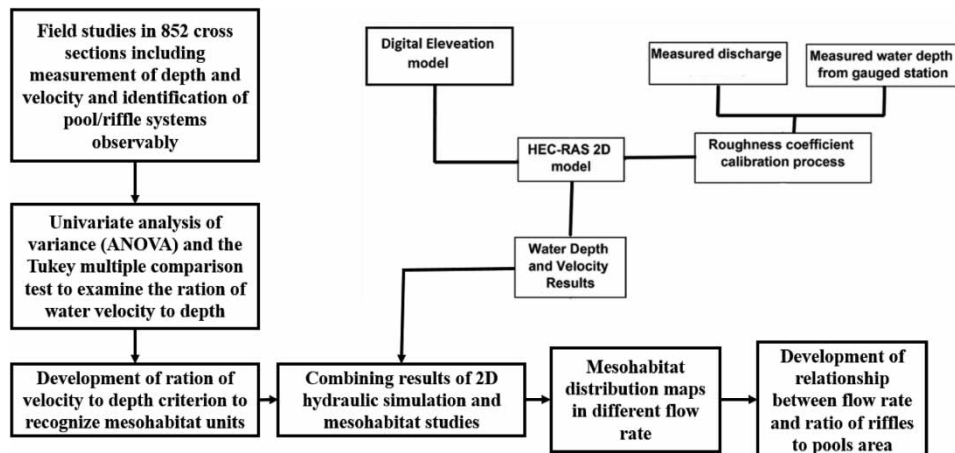 Field studies in 852 cross
sections including
measurement of depth and
velocity and identification of
pool/riffle systems
observably
Univariate analysis of
variance (ANOVA) and the
Tukey multiple comparison
test to examine the ration of
water velocity to depth
Development of ration of
velocity to depth criterion to
recognize mesohabitat units
Digital Eleveation
model
Measured discharge
Measured water depth
from gauged station
HEC-RAS 2D
model
Roughness coefficient
calibration process
Water Depth
and Velocity
Results
Combining results of 2D
hydraulic simulation and
mesohabitat studies
Mesohabitat
distribution maps
in different flow
rate
Development of
relationship
between flow rate
and ratio of riffles
to pools area